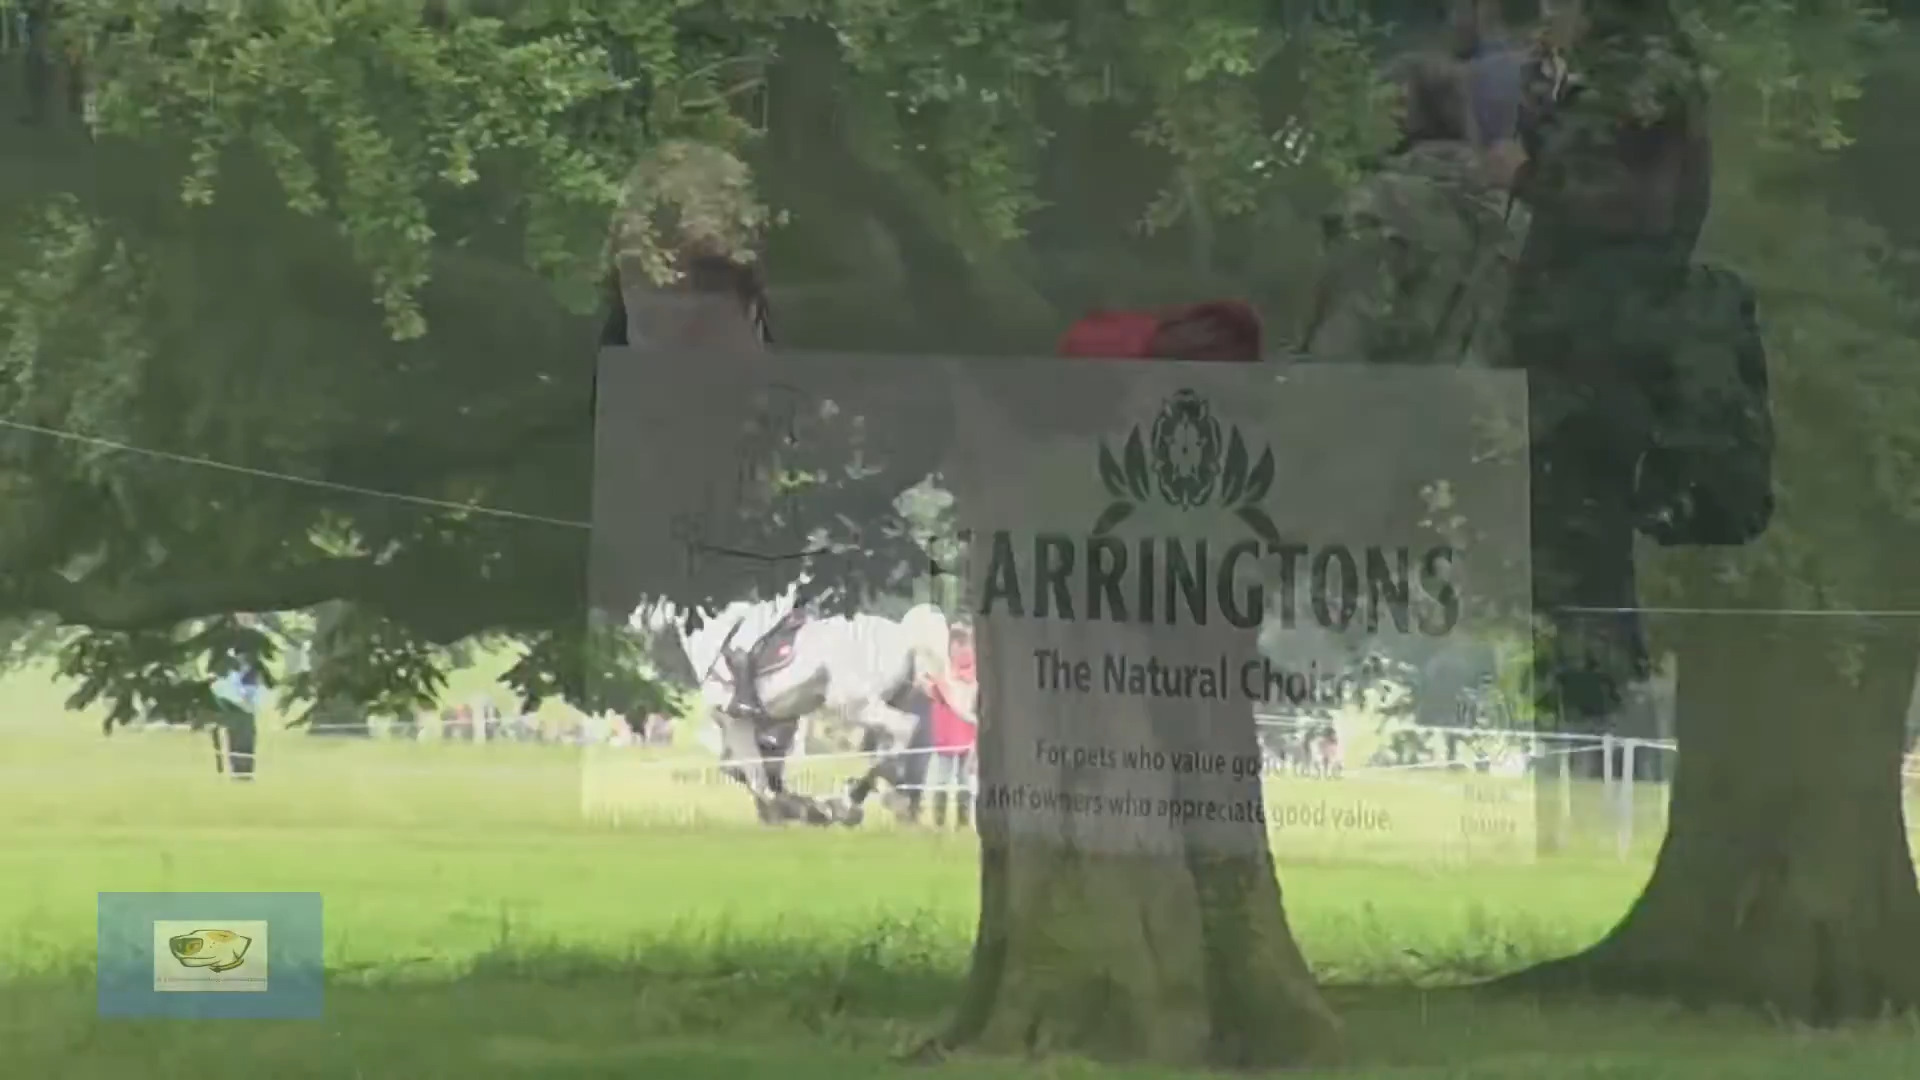 HARRINGTONS
The Natural Choice
For pets who value good taste
and owners who appreciate good value.